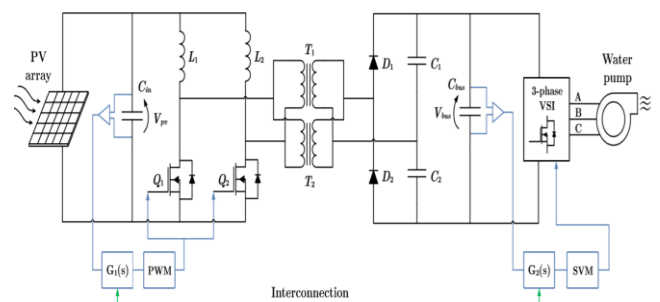 PV
array
C_in
V_pv
L_1
L_2
T_1
T_2
Q_1
Q_2
D_1
D_2
C_1
C_2
C_bus
V_bus
3-phase
VSI
A
B
C
Water
pump
G_1(s)
PWM
G_2(s)
SVM
Interconnection